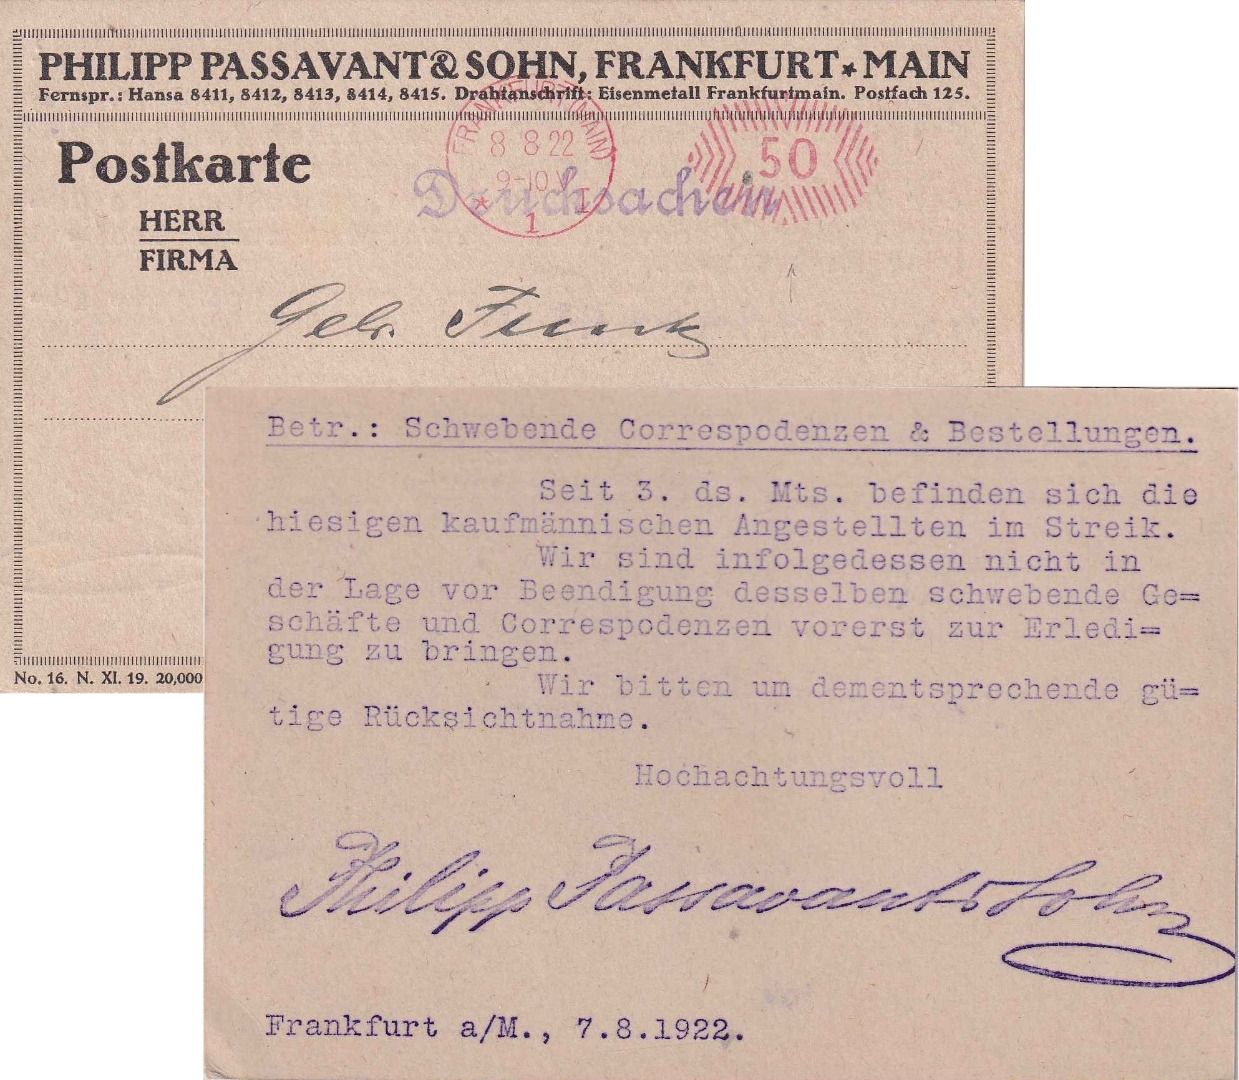 PHILIPP PASSAVANT & SOHN, FRANKFURT * MAIN
Fernspr.: Hansa 8411, 8412, 8413, 8414, 8415. Drahtanschrift: Eisenmetall Frankfurtmain. Postfach 125.
FRANKFURT (MAIN)
8 8 22
9-10 V
* 1 I
50
Postkarte
Drucksachen
HERR
FIRMA
Gebr. Funk
No. 16. N. XI. 19. 20,000
Betr.: Schwebende Correspodenzen & Bestellungen.
Seit 3. ds. Mts. befinden sich die
hiesigen kaufmännischen Angestellten im Streik.
Wir sind infolgedessen nicht in
der Lage vor Beendigung desselben schwebende Ge=
schäfte und Correspodenzen vorerst zur Erledi=
gung zu bringen.
Wir bitten um dementsprechende gü=
tige Rücksichtnahme.
Hochachtungsvoll
Philipp Passavant & Sohn
Frankfurt a/M., 7.8.1922.